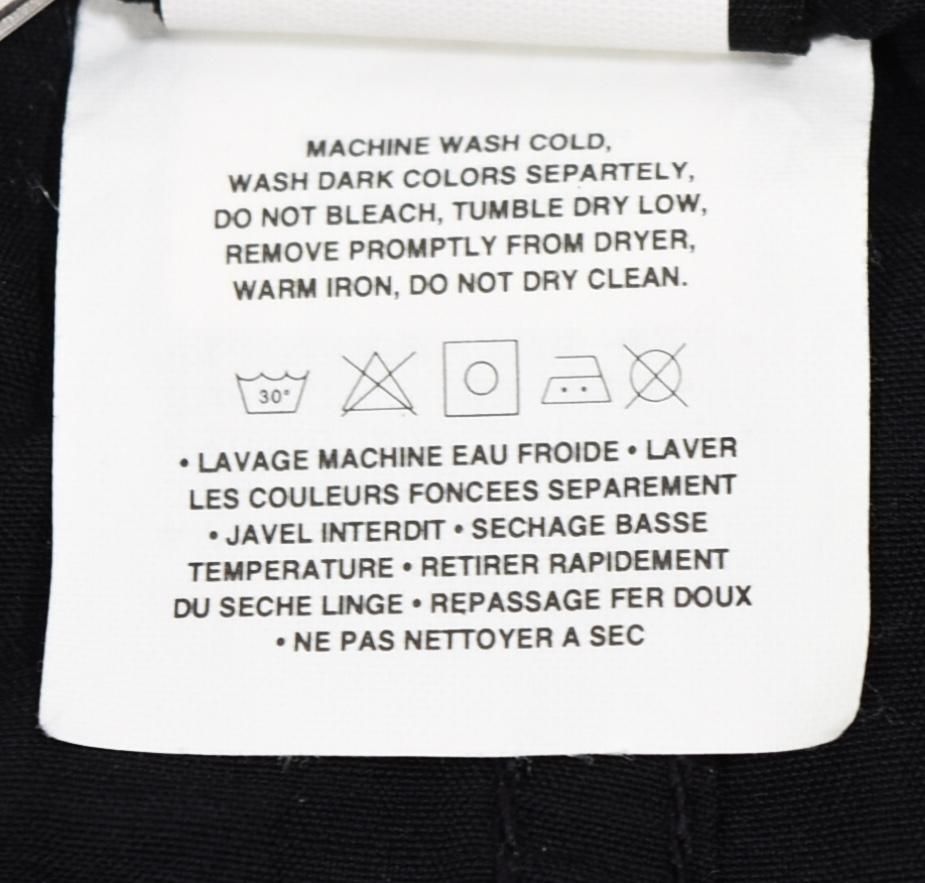 MACHINE WASH COLD,
WASH DARK COLORS SEPARTELY,
DO NOT BLEACH, TUMBLE DRY LOW,
REMOVE PROMPTLY FROM DRYER,
WARM IRON, DO NOT DRY CLEAN.
30°
• LAVAGE MACHINE EAU FROIDE • LAVER
LES COULEURS FONCEES SEPAREMENT
• JAVEL INTERDIT • SECHAGE BASSE
TEMPERATURE • RETIRER RAPIDEMENT
DU SECHE LINGE • REPASSAGE FER DOUX
• NE PAS NETTOYER A SEC